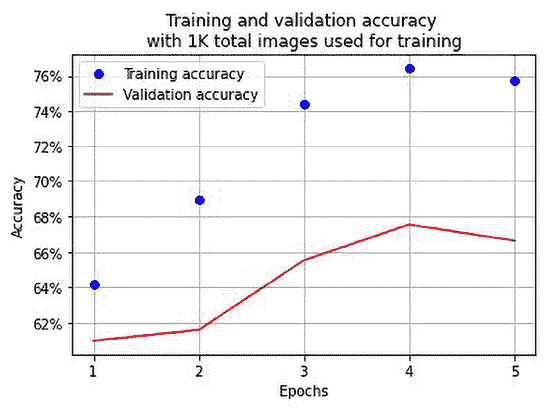 Training and validation accuracy
with 1K total images used for training
Training accuracy
Validation accuracy
76%
74%
72%
70%
68%
66%
64%
62%
Accuracy
1 2 3 4 5
Epochs